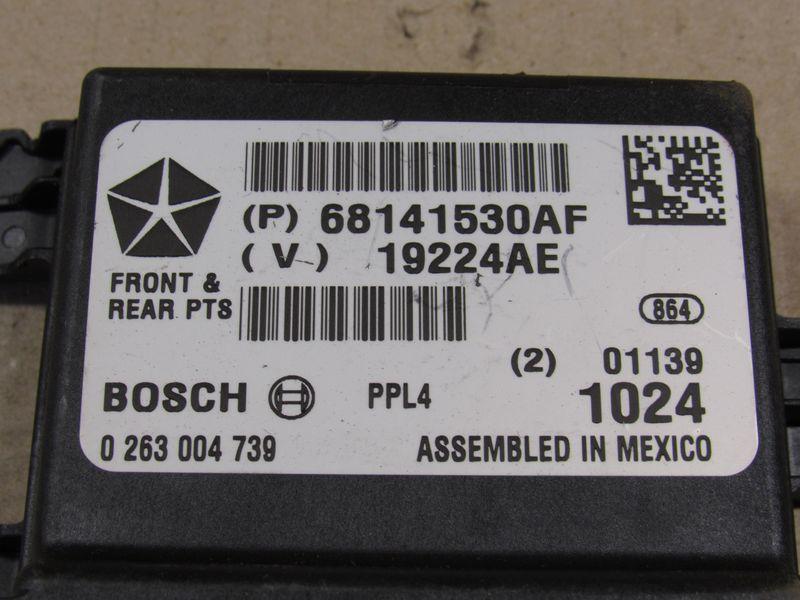 (P) 68141530AF
(V) 19224AE
FRONT &
REAR PTS
864
(2) 01139
BOSCH PPL4 1024
0 263 004 739 ASSEMBLED IN MEXICO